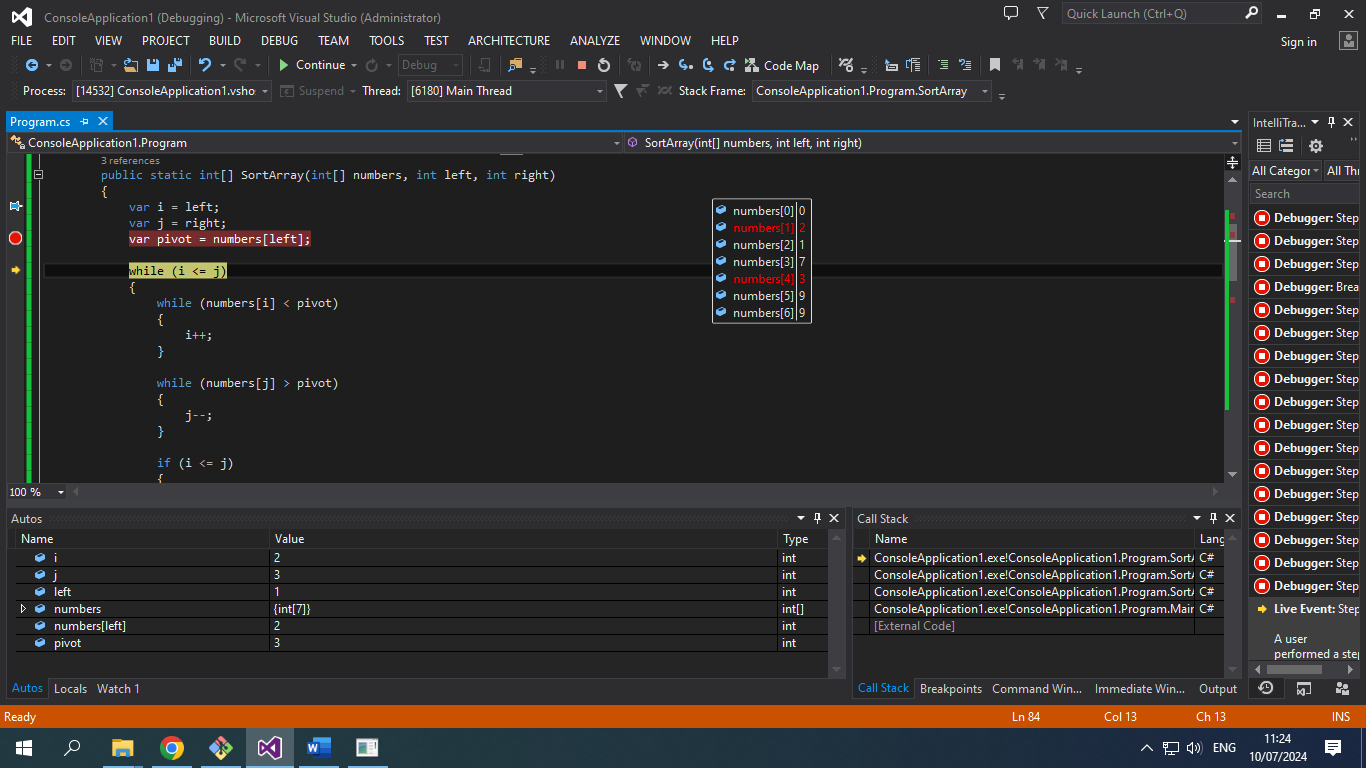 ConsoleApplication1 (Debugging) - Microsoft Visual Studio (Administrator)
Quick Launch (Ctrl+Q)
FILE EDIT VIEW PROJECT BUILD DEBUG TEAM TOOLS TEST ARCHITECTURE ANALYZE WINDOW HELP
Sign in
Continue Debug Code Map
Process: [14532] ConsoleApplication1.vsho Suspend Thread: [6180] Main Thread Stack Frame: ConsoleApplication1.Program.SortArray
Program.cs
ConsoleApplication1.Program
SortArray(int[] numbers, int left, int right)
3 references
public static int[] SortArray(int[] numbers, int left, int right)
{
var i = left;
var j = right;
var pivot = numbers[left];
while (i <= j)
{
while (numbers[i] < pivot)
{
i++;
}
while (numbers[j] > pivot)
{
j--;
}
if (i <= j)
{
numbers[0] 0
numbers[1] 2
numbers[2] 1
numbers[3] 7
numbers[4] 3
numbers[5] 9
numbers[6] 9
100 %
IntelliTra...
All Categor All Thr
Search
Debugger: Step
Debugger: Step
Debugger: Step
Debugger: Brea
Debugger: Step
Debugger: Step
Debugger: Step
Debugger: Step
Debugger: Step
Debugger: Step
Debugger: Step
Debugger: Step
Debugger: Step
Debugger: Step
Debugger: Step
Debugger: Step
Debugger: Step
Live Event: Step
A user
performed a step
Autos
Name Value Type
i 2 int
j 3 int
left 1 int
numbers {int[7]} int[]
numbers[left] 2 int
pivot 3 int
Autos Locals Watch 1
Call Stack
Name Lang
ConsoleApplication1.exe!ConsoleApplication1.Program.SortA C#
ConsoleApplication1.exe!ConsoleApplication1.Program.SortA C#
ConsoleApplication1.exe!ConsoleApplication1.Program.SortA C#
ConsoleApplication1.exe!ConsoleApplication1.Program.Main C#
[External Code]
Call Stack Breakpoints Command Win... Immediate Win... Output
Ready Ln 84 Col 13 Ch 13 INS
ENG
11:24
10/07/2024